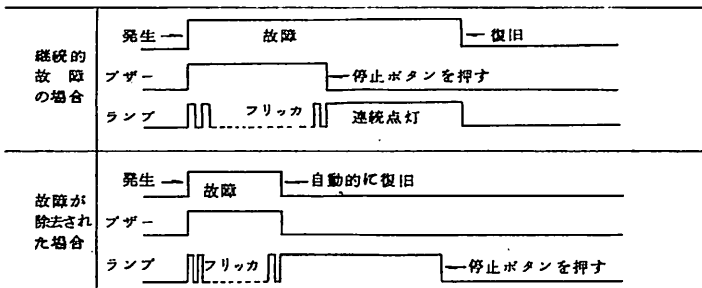 継続的
故障
の場合
発生
故障
復旧
ブザー
停止ボタンを押す
ランプ
フリッカ
連続点灯
故障が
除去され
た場合
発生
故障
自動的に復旧
ブザー
ランプ
フリッカ
停止ボタンを押す